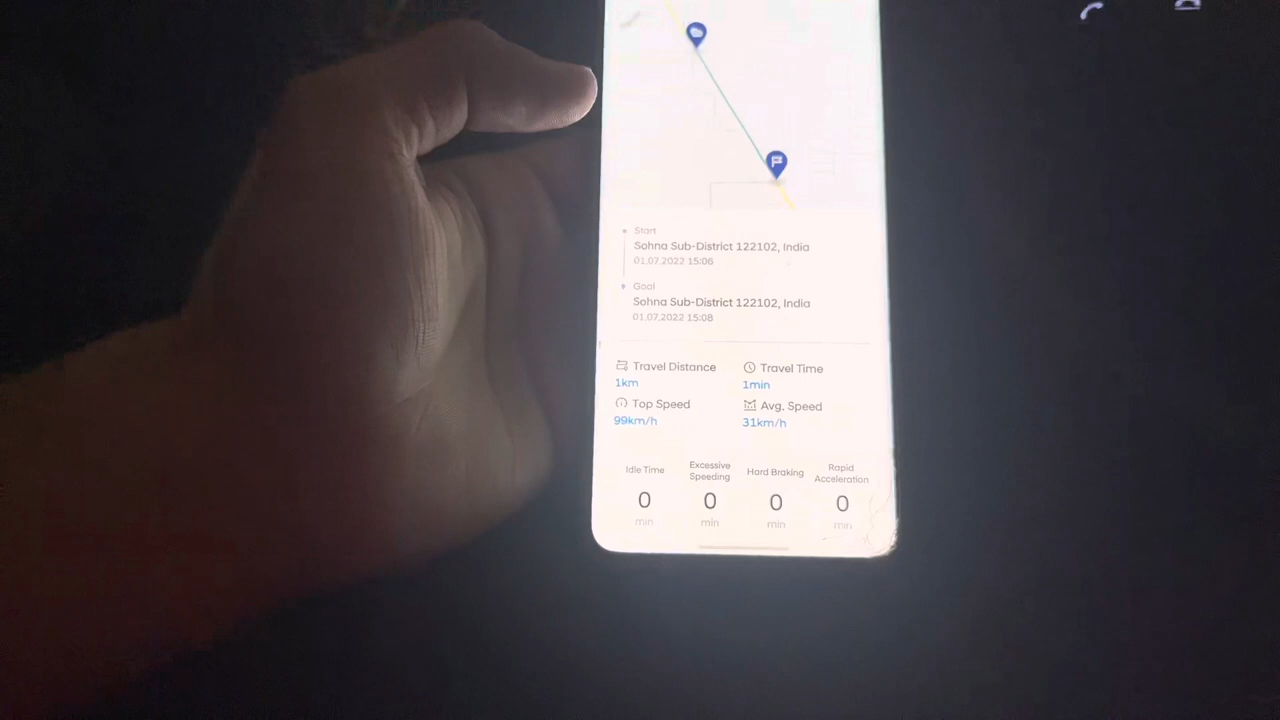 Start
Sohna Sub-District 122102, India
01.07.2022 15:06
Goal
Sohna Sub-District 122102, India
01.07.2022 15:08
Travel Distance
1km
Travel Time
1min
Top Speed
99km/h
Avg. Speed
31km/h
Idle Time
0
min
Excessive
Speeding
0
min
Hard Braking
0
min
Rapid
Acceleration
0
min